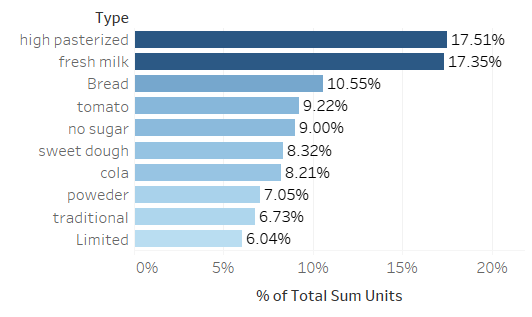 Type
high pasterized 17.51%
fresh milk 17.35%
Bread 10.55%
tomato 9.22%
no sugar 9.00%
sweet dough 8.32%
cola 8.21%
poweder 7.05%
traditional 6.73%
Limited 6.04%
0% 5% 10% 15% 20%
% of Total Sum Units